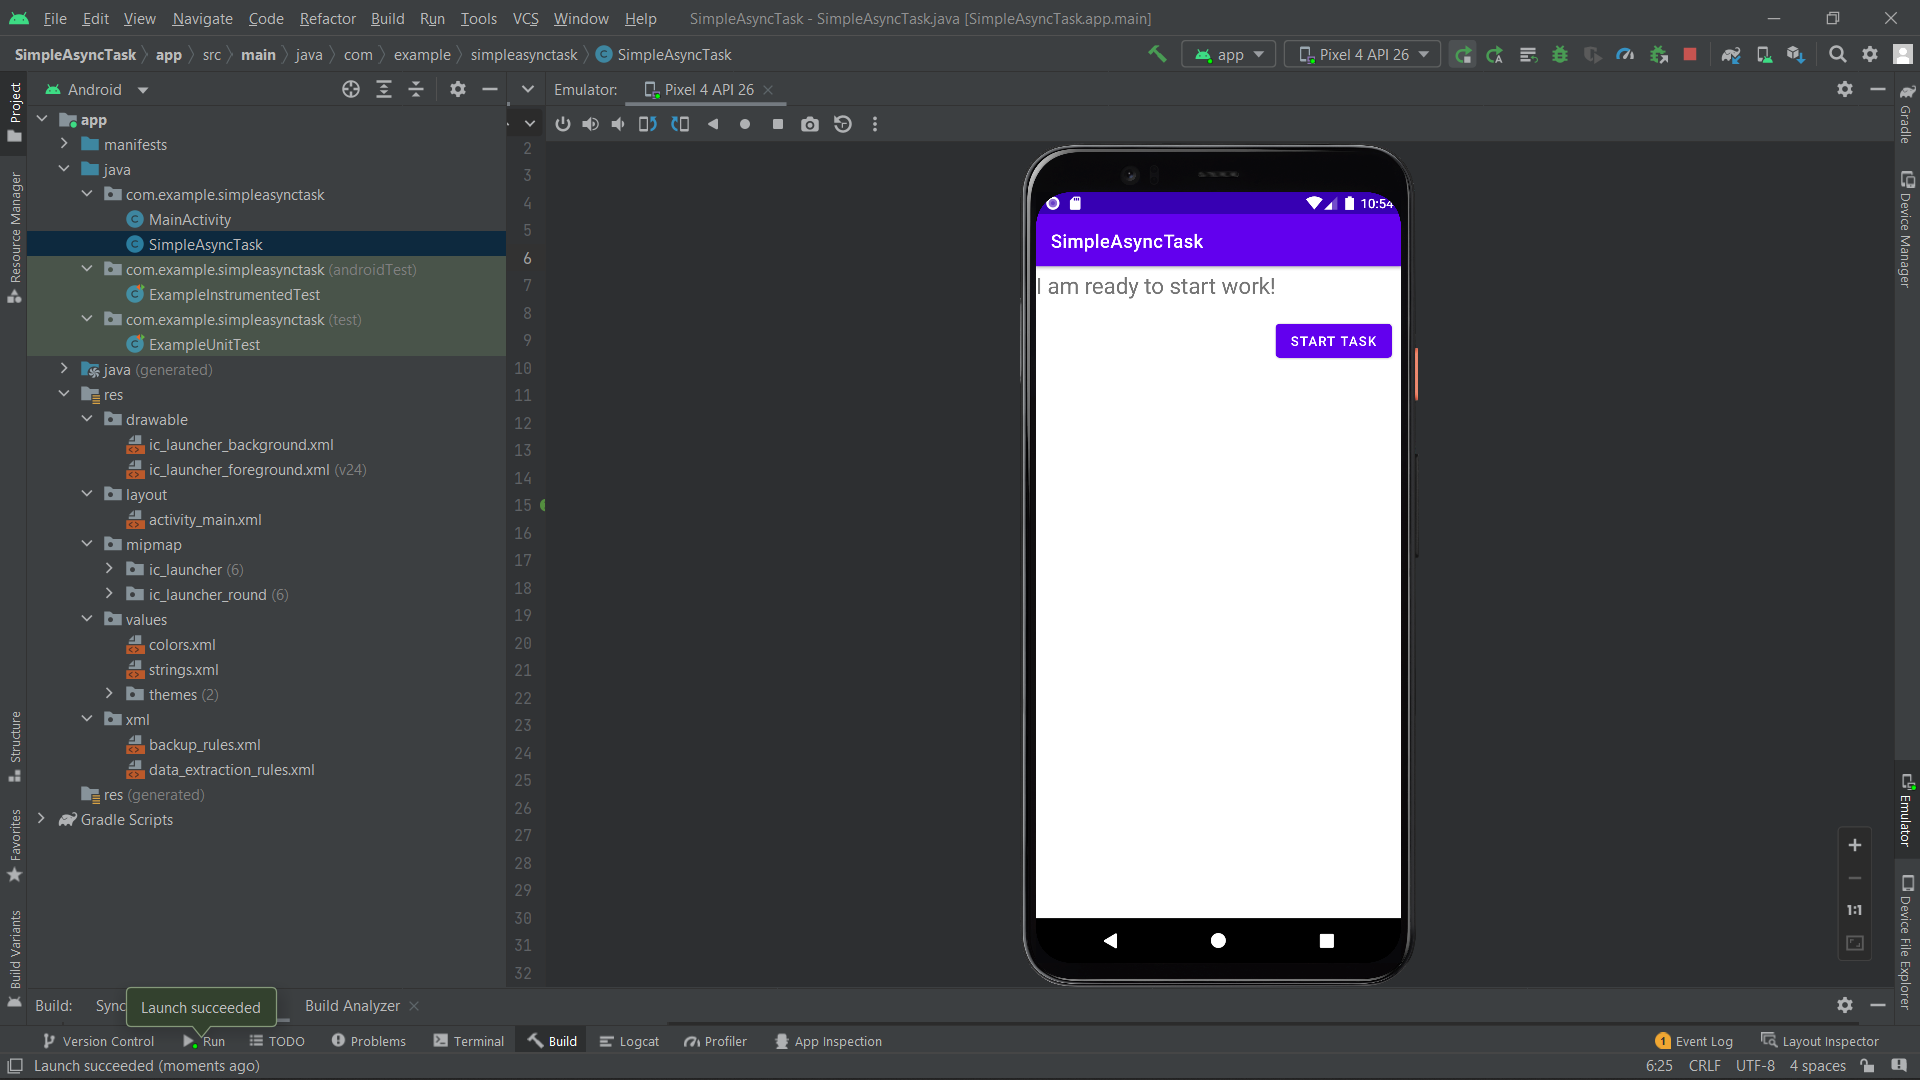 File Edit View Navigate Code Refactor Build Run Tools VCS Window Help SimpleAsyncTask - SimpleAsyncTask.java [SimpleAsyncTask.app.main]
SimpleAsyncTask app src main java com example simpleasynctask SimpleAsyncTask app Pixel 4 API 26
Android
Emulator: Pixel 4 API 26
Project
Resource Manager
Structure
Favorites
Build Variants
app
manifests
java
com.example.simpleasynctask
MainActivity
SimpleAsyncTask
com.example.simpleasynctask (androidTest)
ExampleInstrumentedTest
com.example.simpleasynctask (test)
ExampleUnitTest
java (generated)
res
drawable
ic_launcher_background.xml
ic_launcher_foreground.xml (v24)
layout
activity_main.xml
mipmap
ic_launcher (6)
ic_launcher_round (6)
values
colors.xml
strings.xml
themes (2)
xml
backup_rules.xml
data_extraction_rules.xml
res (generated)
Gradle Scripts
2
3
4
5
6
7
8
9
10
11
12
13
14
15
16
17
18
19
20
21
22
23
24
25
26
27
28
29
30
31
32
10:54
SimpleAsyncTask
I am ready to start work!
START TASK
1:1
Gradle
Device Manager
Emulator
Device File Explorer
Build: Sync Build Analyzer
Launch succeeded
Version Control Run TODO Problems Terminal Build Logcat Profiler App Inspection 1 Event Log Layout Inspector
Launch succeeded (moments ago) 6:25 CRLF UTF-8 4 spaces